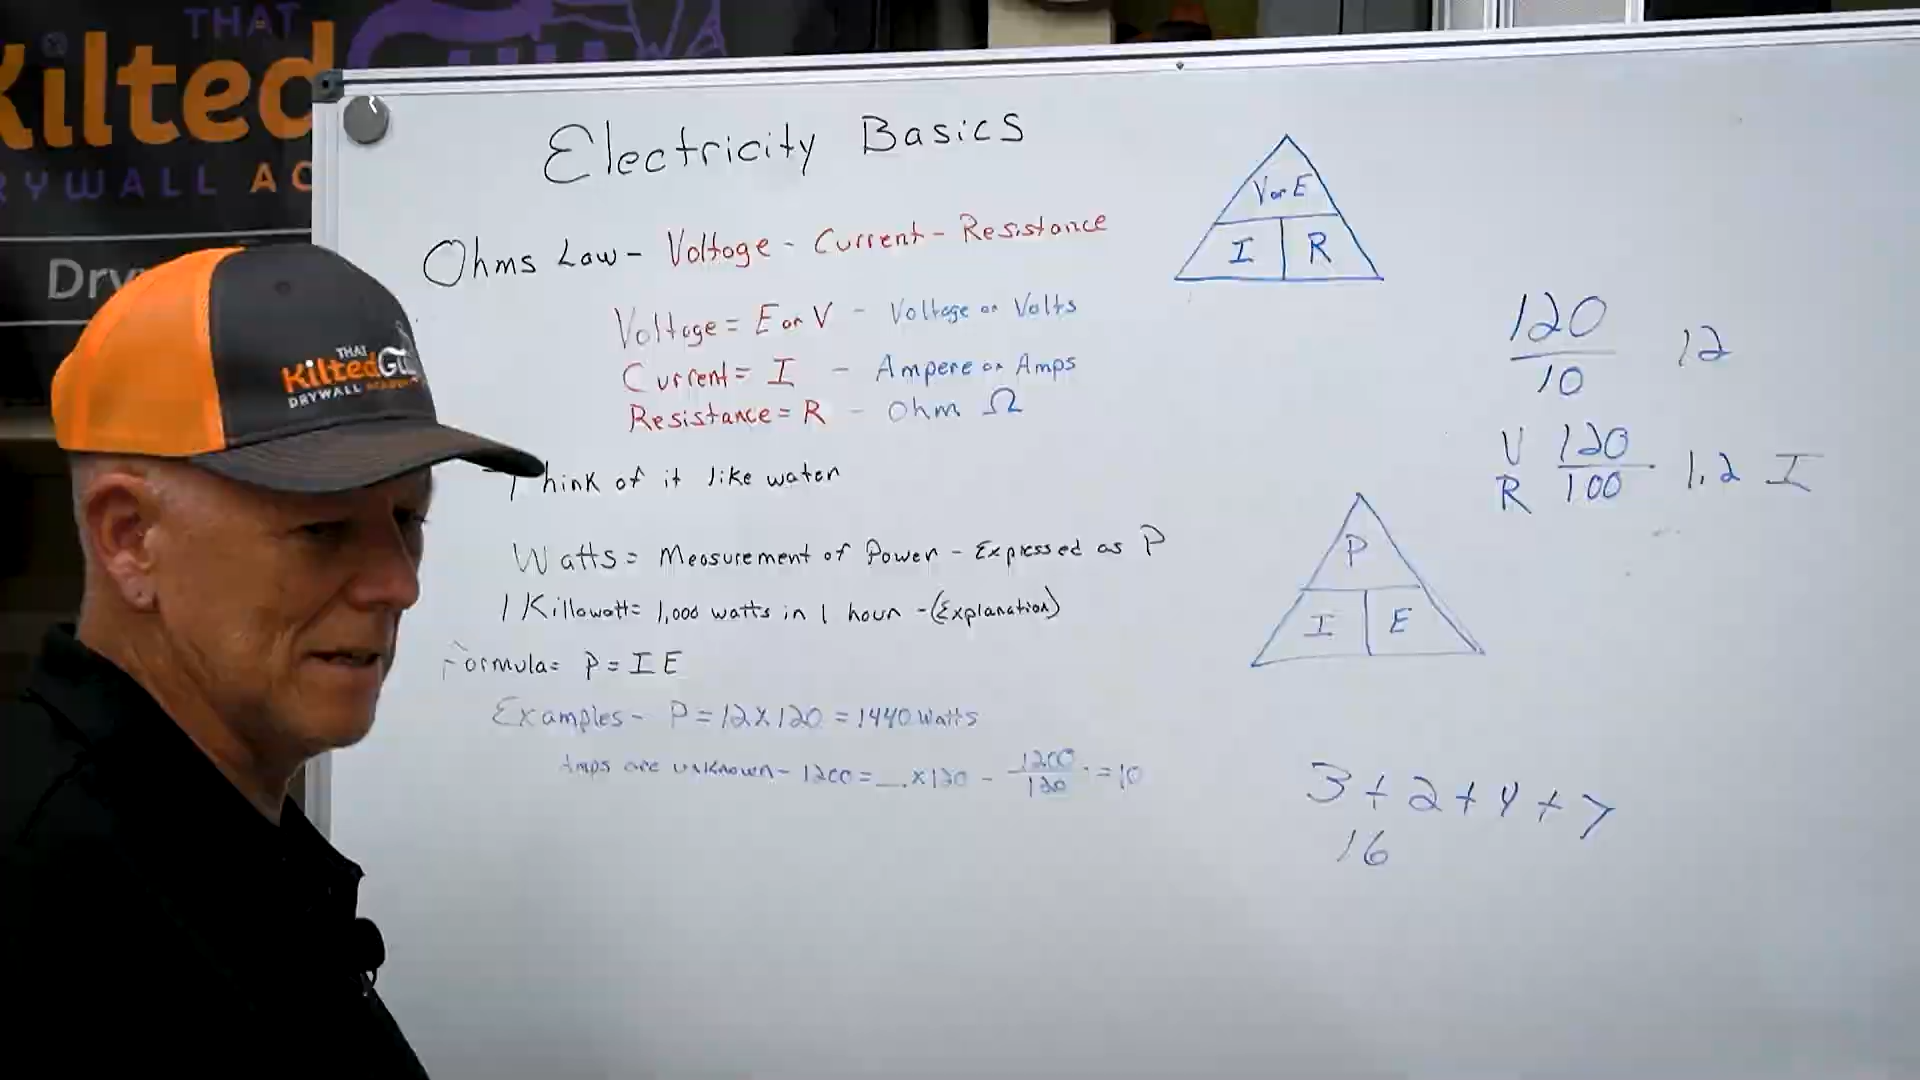 THAT
Kilted
DRYWALL AC
Dry
THAT
KiltedGu
DRYWALL ACADEMY
Electricity Basics
Ohms Law - Voltage - Current - Resistance
Voltage = E or V - Voltage or Volts
Current = I - Ampere or Amps
Resistance = R - Ohm Ω
Think of it like water
Watts = Measurement of Power - Expressed as P
1 Killowatt = 1,000 watts in 1 hour - (Explanation)
Formula = P = I E
Examples - P = 12 x 120 = 1440 Watts
Amps are unknown - 1200 = __ x 120 - 1200/120 = 10
V or E
I R
120
10
12
V 120
R 100
1.2 I
P
I E
3 + 2 + 4 + 7
16